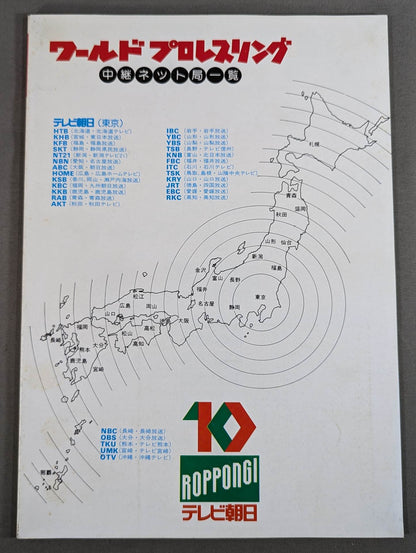 ワールド プロレスリング
中継ネット局一覧
テレビ朝日(東京)
HTB(北海道・北海道テレビ)
KHB(宮城・東日本放送)
KFB(福島・福島放送)
SKT(静岡・静岡県民放送)
NT21(新潟・新潟テレビ21)
NBN(愛知・名古屋放送)
ABC(大阪・朝日放送)
HOME(広島・広島ホームテレビ)
KSB(香川,岡山・瀬戸内海放送)
KBC(福岡・九州朝日放送)
KKB(鹿児島・鹿児島放送)
RAB(青森・青森放送)
AKT(秋田・秋田テレビ)
IBC(岩手・岩手放送)
YBC(山形・山形放送)
YBS(山梨・山梨放送)
TSB(長野・テレビ信州)
KNB(富山・北日本放送)
FBC(福井・福井放送)
ITC(石川・石川テレビ)
TSK(鳥取,島根・山陰中央テレビ)
KRY(山口・山口放送)
JRT(徳島・四国放送)
EBC(愛媛・愛媛放送)
RKC(高知・高知放送)
札幌
青森
秋田
盛岡
山形 仙台
新潟
福島
金沢
富山 長野
福井
東京
静岡
名古屋
大阪
松江
広島 岡山
山口
高松
松山
高知
福岡
大分
長崎
熊本
鹿児島
宮崎
那覇
NBC(長崎・長崎放送)
OBS(大分・大分放送)
TKU(熊本・テレビ熊本)
UMK(宮崎・テレビ宮崎)
OTV(沖縄・沖縄テレビ)
10
ROPPONGI
テレビ朝日